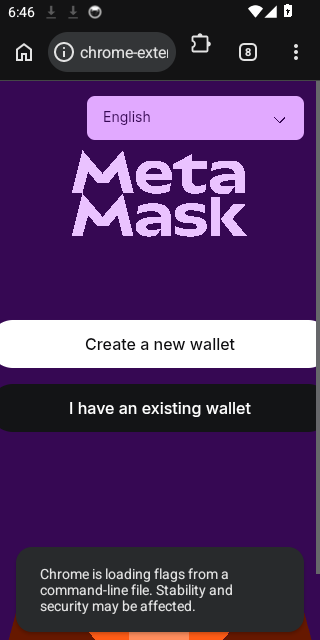 6:46
chrome-exten
8
English
Meta
Mask
Create a new wallet
I have an existing wallet
Chrome is loading flags from a
command-line file. Stability and
security may be affected.